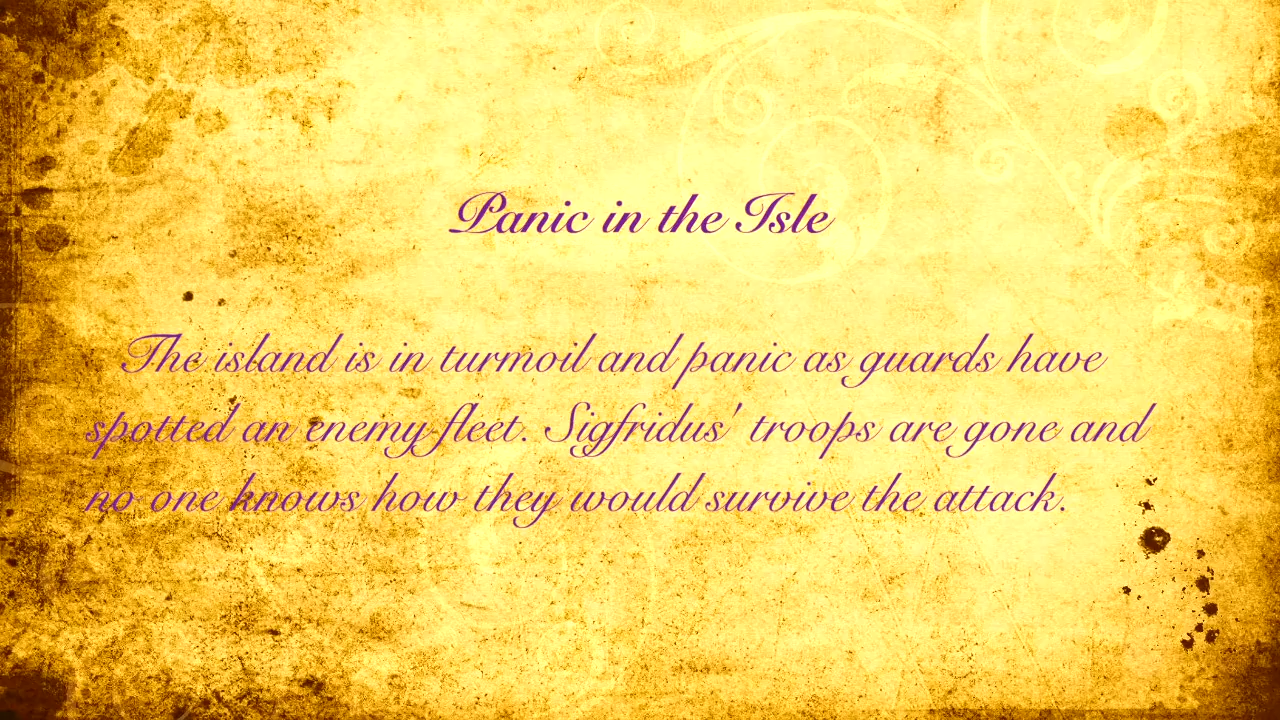 Panic in the Isle
The island is in turmoil and panic as guards have
spotted an enemy fleet. Sigfridus' troops are gone and
no one knows how they would survive the attack.